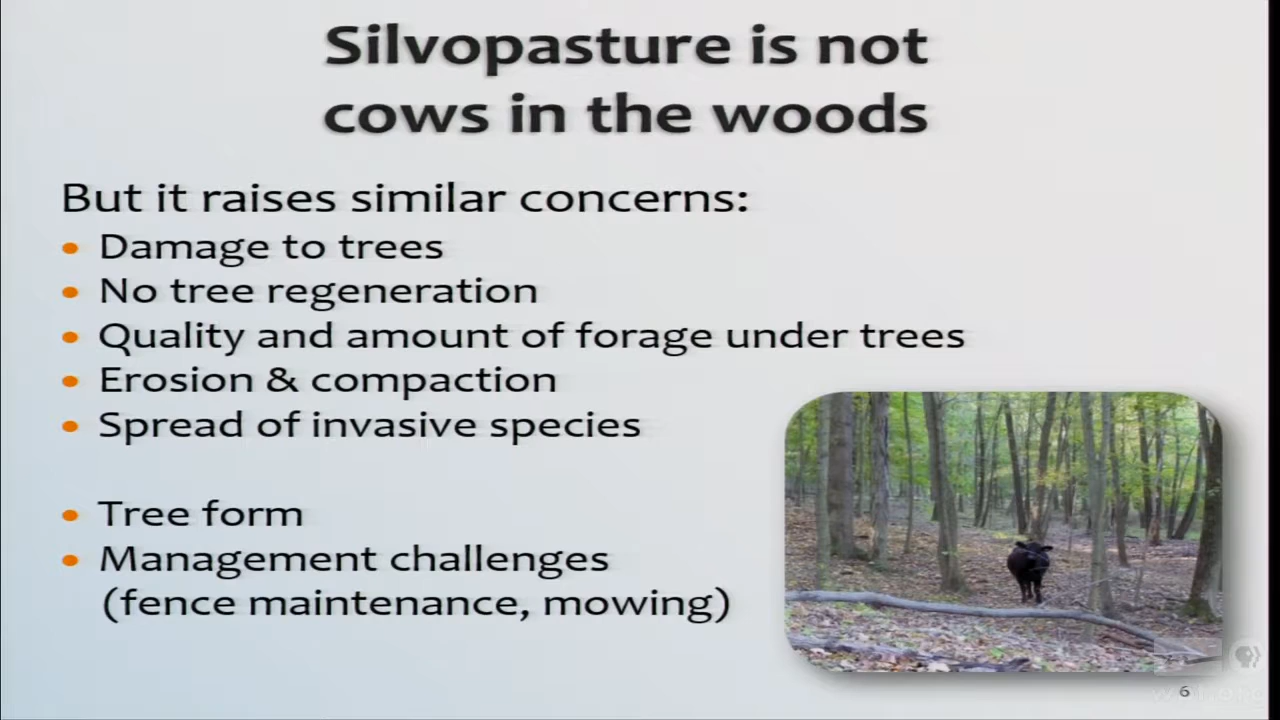 Silvopasture is not
cows in the woods
But it raises similar concerns:
• Damage to trees
• No tree regeneration
• Quality and amount of forage under trees
• Erosion & compaction
• Spread of invasive species
• Tree form
• Management challenges
(fence maintenance, mowing)
6